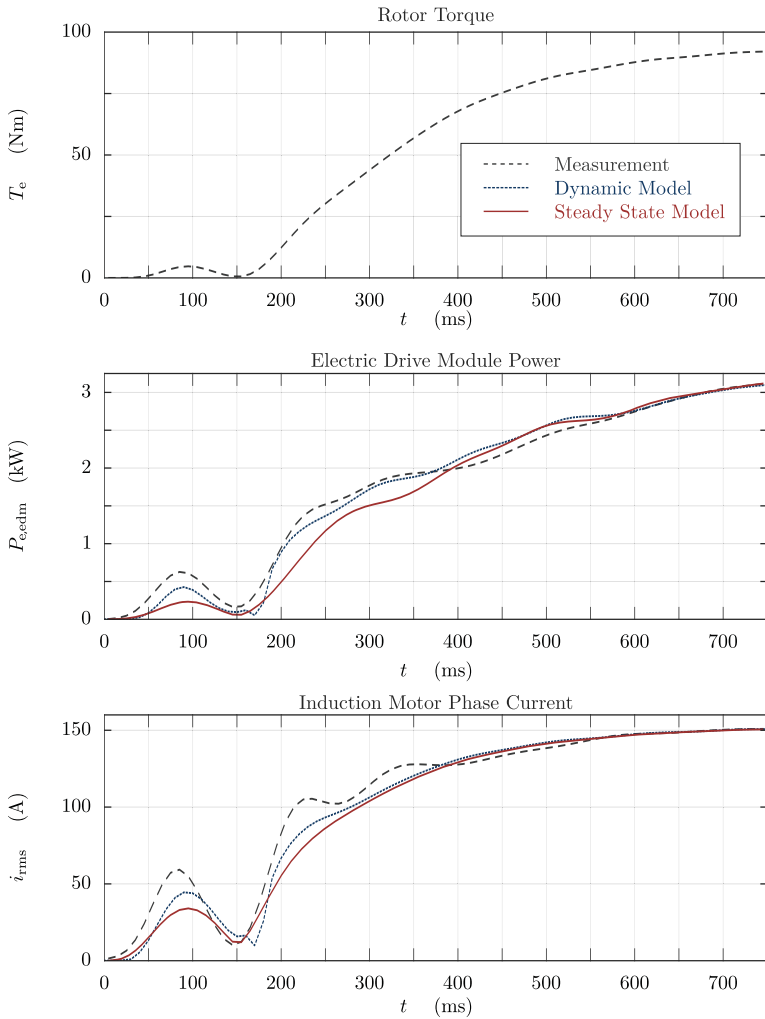 Rotor Torque
100
50
0
T_e (Nm)
Measurement
Dynamic Model
Steady State Model
0 100 200 300 400 500 600 700
t (ms)
Electric Drive Module Power
3
2
1
0
P_e,edm (kW)
0 100 200 300 400 500 600 700
t (ms)
Induction Motor Phase Current
150
100
50
0
i_rms (A)
0 100 200 300 400 500 600 700
t (ms)